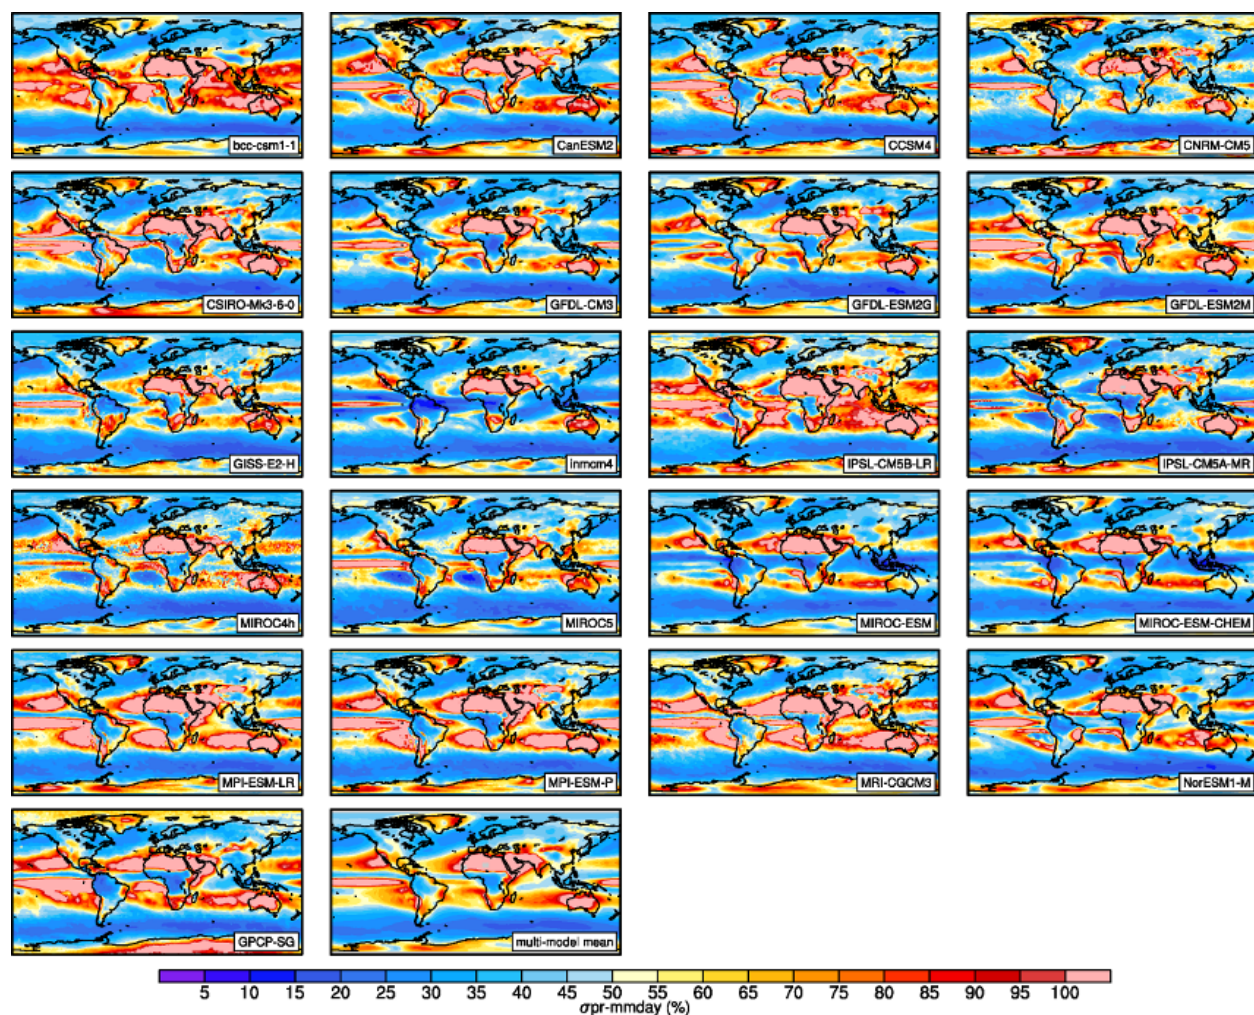 bcc-csm1-1
CanESM2
CCSM4
CNRM-CM5
CSIRO-Mk3-6-0
GFDL-CM3
GFDL-ESM2G
GFDL-ESM2M
GISS-E2-H
inmcm4
IPSL-CM5B-LR
IPSL-CM5A-MR
MIROC4h
MIROC5
MIROC-ESM
MIROC-ESM-CHEM
MPI-ESM-LR
MPI-ESM-P
MRI-CGCM3
NorESM1-M
GPCP-SG
multi-model mean
5 10 15 20 25 30 35 40 45 50 55 60 65 70 75 80 85 90 95 100
σpr-mmday (%)